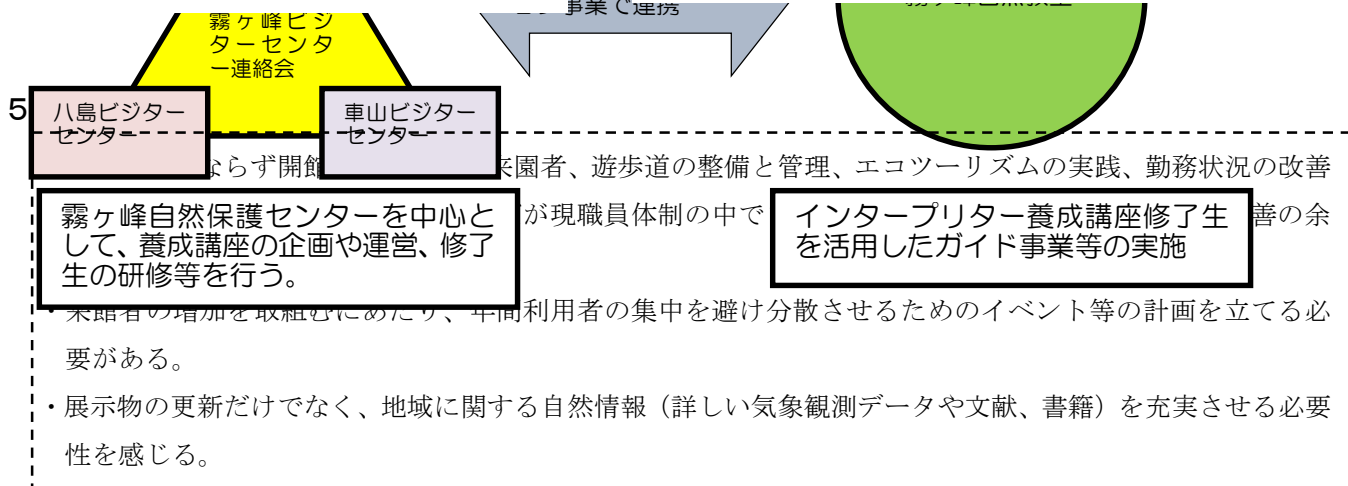 霧ヶ峰ビジ
ターセンタ
ー連絡会
事業で連携
八島ビジター
センター
車山ビジター
センター
5
ならず開館
来園者、遊歩道の整備と管理、エコツーリズムの実践、勤務状況の改善
霧ヶ峰自然保護センターを中心と
して、養成講座の企画や運営、修了
生の研修等を行う。
が現職員体制の中で
インタープリター養成講座修了生
を活用したガイド事業等の実施
善の余
・来館者の増加を取組むにあたり、年間利用者の集中を避け分散させるためのイベント等の計画を立てる必
要がある。
・展示物の更新だけでなく、地域に関する自然情報（詳しい気象観測データや文献、書籍）を充実させる必要
性を感じる。